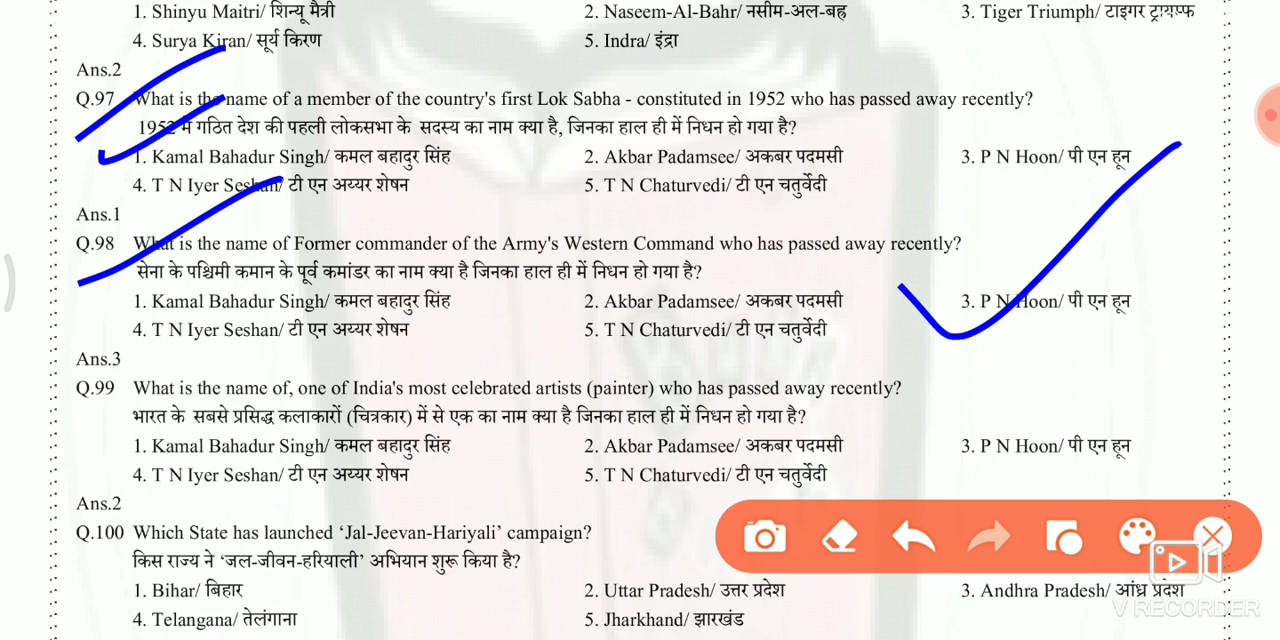 1. Shinyu Maitri/ शिन्यू मैत्री 2. Naseem-Al-Bahr/ नसीम-अल-बह्र 3. Tiger Triumph/ टाइगर ट्रायम्फ
4. Surya Kiran/ सूर्य किरण 5. Indra/ इंद्रा
Ans.2
Q.97 What is the name of a member of the country's first Lok Sabha - constituted in 1952 who has passed away recently?
1952 में गठित देश की पहली लोकसभा के सदस्य का नाम क्या है, जिनका हाल ही में निधन हो गया है?
1. Kamal Bahadur Singh/ कमल बहादुर सिंह 2. Akbar Padamsee/ अकबर पदमसी 3. P N Hoon/ पी एन हून
4. T N Iyer Seshan/ टी एन अय्यर शेषन 5. T N Chaturvedi/ टी एन चतुर्वेदी
Ans.1
Q.98 What is the name of Former commander of the Army's Western Command who has passed away recently?
सेना के पश्चिमी कमान के पूर्व कमांडर का नाम क्या है जिनका हाल ही में निधन हो गया है?
1. Kamal Bahadur Singh/ कमल बहादुर सिंह 2. Akbar Padamsee/ अकबर पदमसी 3. P N Hoon/ पी एन हून
4. T N Iyer Seshan/ टी एन अय्यर शेषन 5. T N Chaturvedi/ टी एन चतुर्वेदी
Ans.3
Q.99 What is the name of, one of India's most celebrated artists (painter) who has passed away recently?
भारत के सबसे प्रसिद्ध कलाकारों (चित्रकार) में से एक का नाम क्या है जिनका हाल ही में निधन हो गया है?
1. Kamal Bahadur Singh/ कमल बहादुर सिंह 2. Akbar Padamsee/ अकबर पदमसी 3. P N Hoon/ पी एन हून
4. T N Iyer Seshan/ टी एन अय्यर शेषन 5. T N Chaturvedi/ टी एन चतुर्वेदी
Ans.2
Q.100 Which State has launched ‘Jal-Jeevan-Hariyali’ campaign?
किस राज्य ने ‘जल-जीवन-हरियाली’ अभियान शुरू किया है?
1. Bihar/ बिहार 2. Uttar Pradesh/ उत्तर प्रदेश 3. Andhra Pradesh/ आंध्र प्रदेश
4. Telangana/ तेलंगाना 5. Jharkhand/ झारखंड
V RECORDER